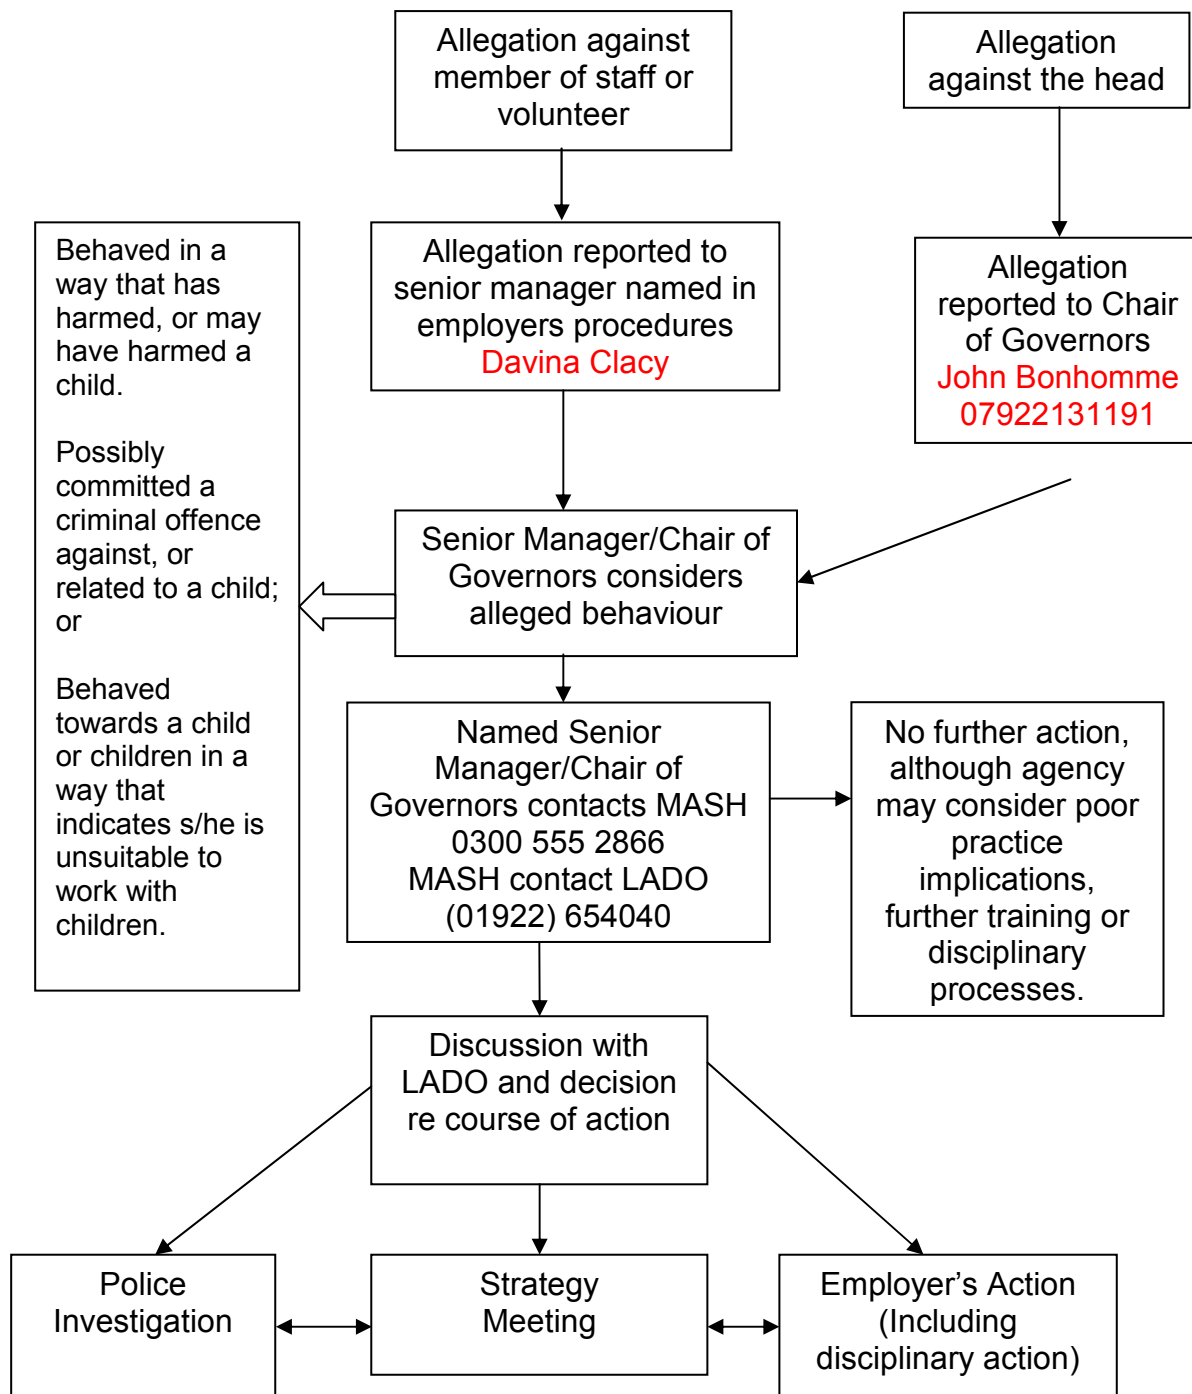 Allegation against
member of staff or
volunteer
Allegation
against the head
Behaved in a
way that has
harmed, or may
have harmed a
child.
Possibly
committed a
criminal offence
against, or
related to a child;
or
Behaved
towards a child
or children in a
way that
indicates s/he is
unsuitable to
work with
children.
Allegation reported to
senior manager named in
employers procedures
Davina Clacy
Allegation
reported to Chair
of Governors
John Bonhomme
07922131191
Senior Manager/Chair of
Governors considers
alleged behaviour
Named Senior
Manager/Chair of
Governors contacts MASH
0300 555 2866
MASH contact LADO
(01922) 654040
No further action,
although agency
may consider poor
practice
implications,
further training or
disciplinary
processes.
Discussion with
LADO and decision
re course of action
Police
Investigation
Strategy
Meeting
Employer’s Action
(Including
disciplinary action)